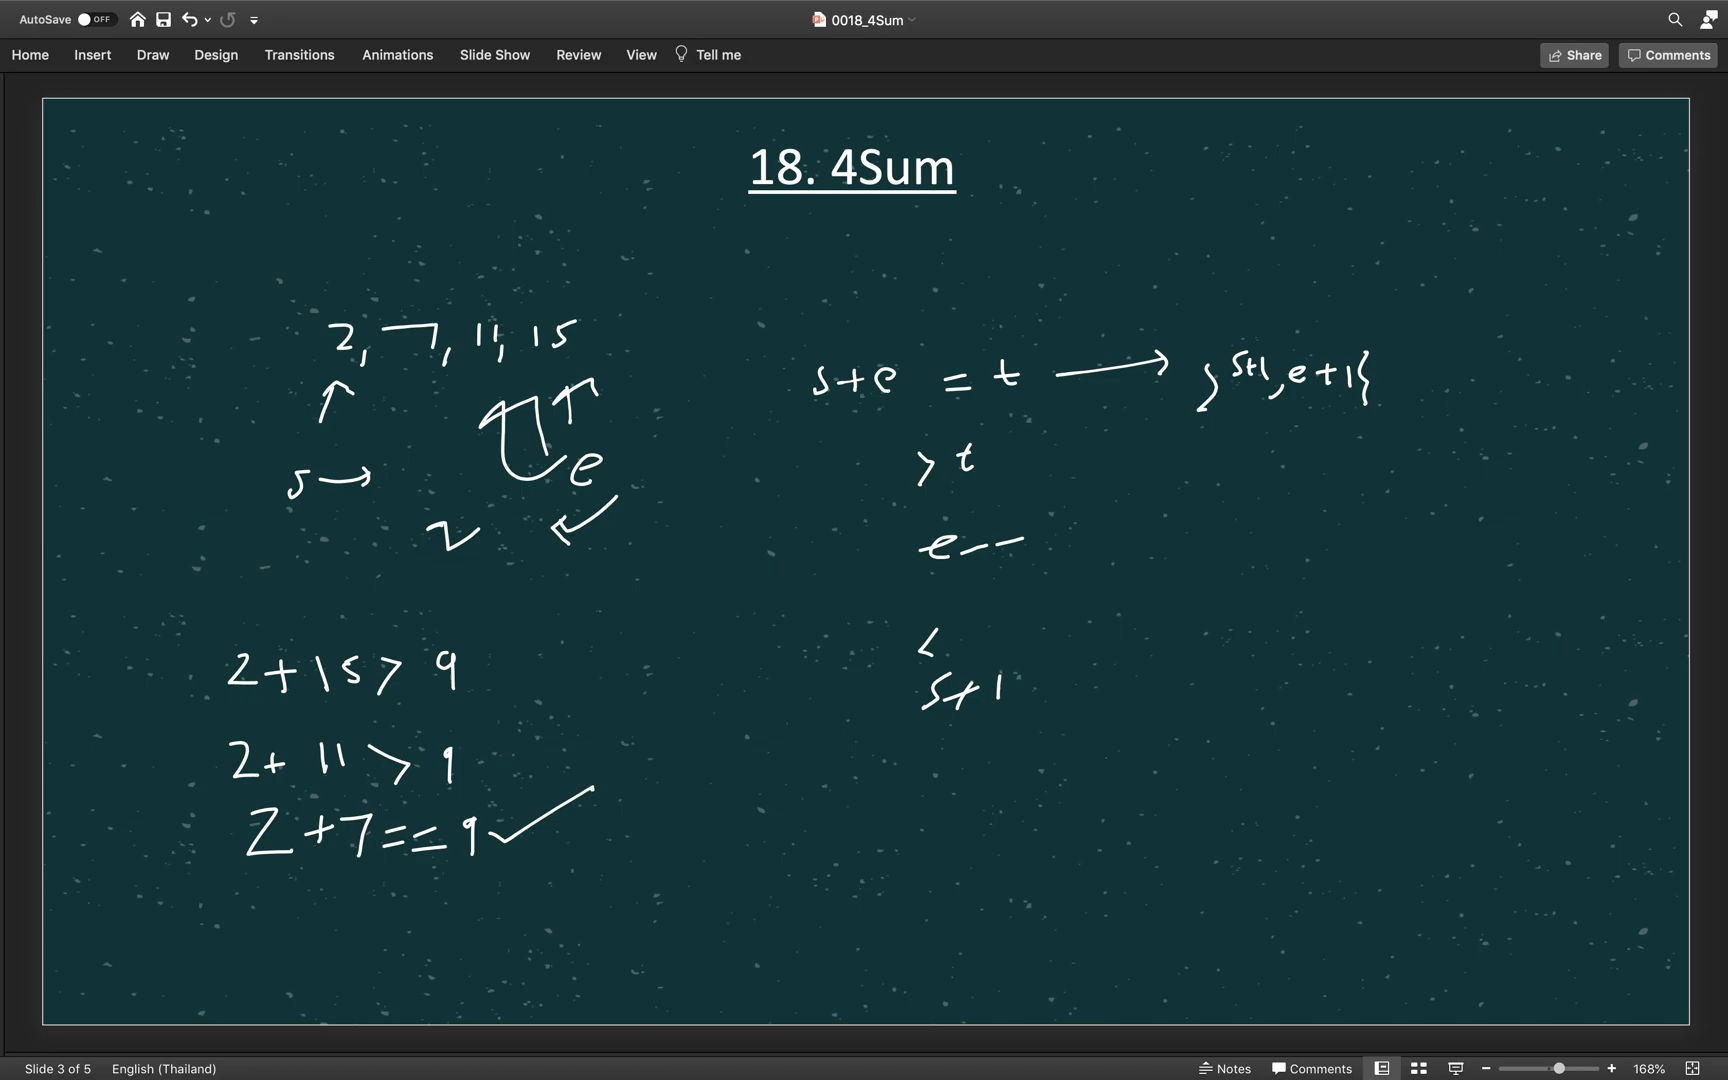 AutoSave OFF
0018_4Sum
Home Insert Draw Design Transitions Animations Slide Show Review View Tell me Share Comments
18. 4Sum
2, 7, 11, 15
s e
2
2+15> 9
2+ 11 > 9
2+7==9
s+e = t } s+1, e+1{
> t
e--
<
s+1
Slide 3 of 5 English (Thailand) Notes Comments 168%